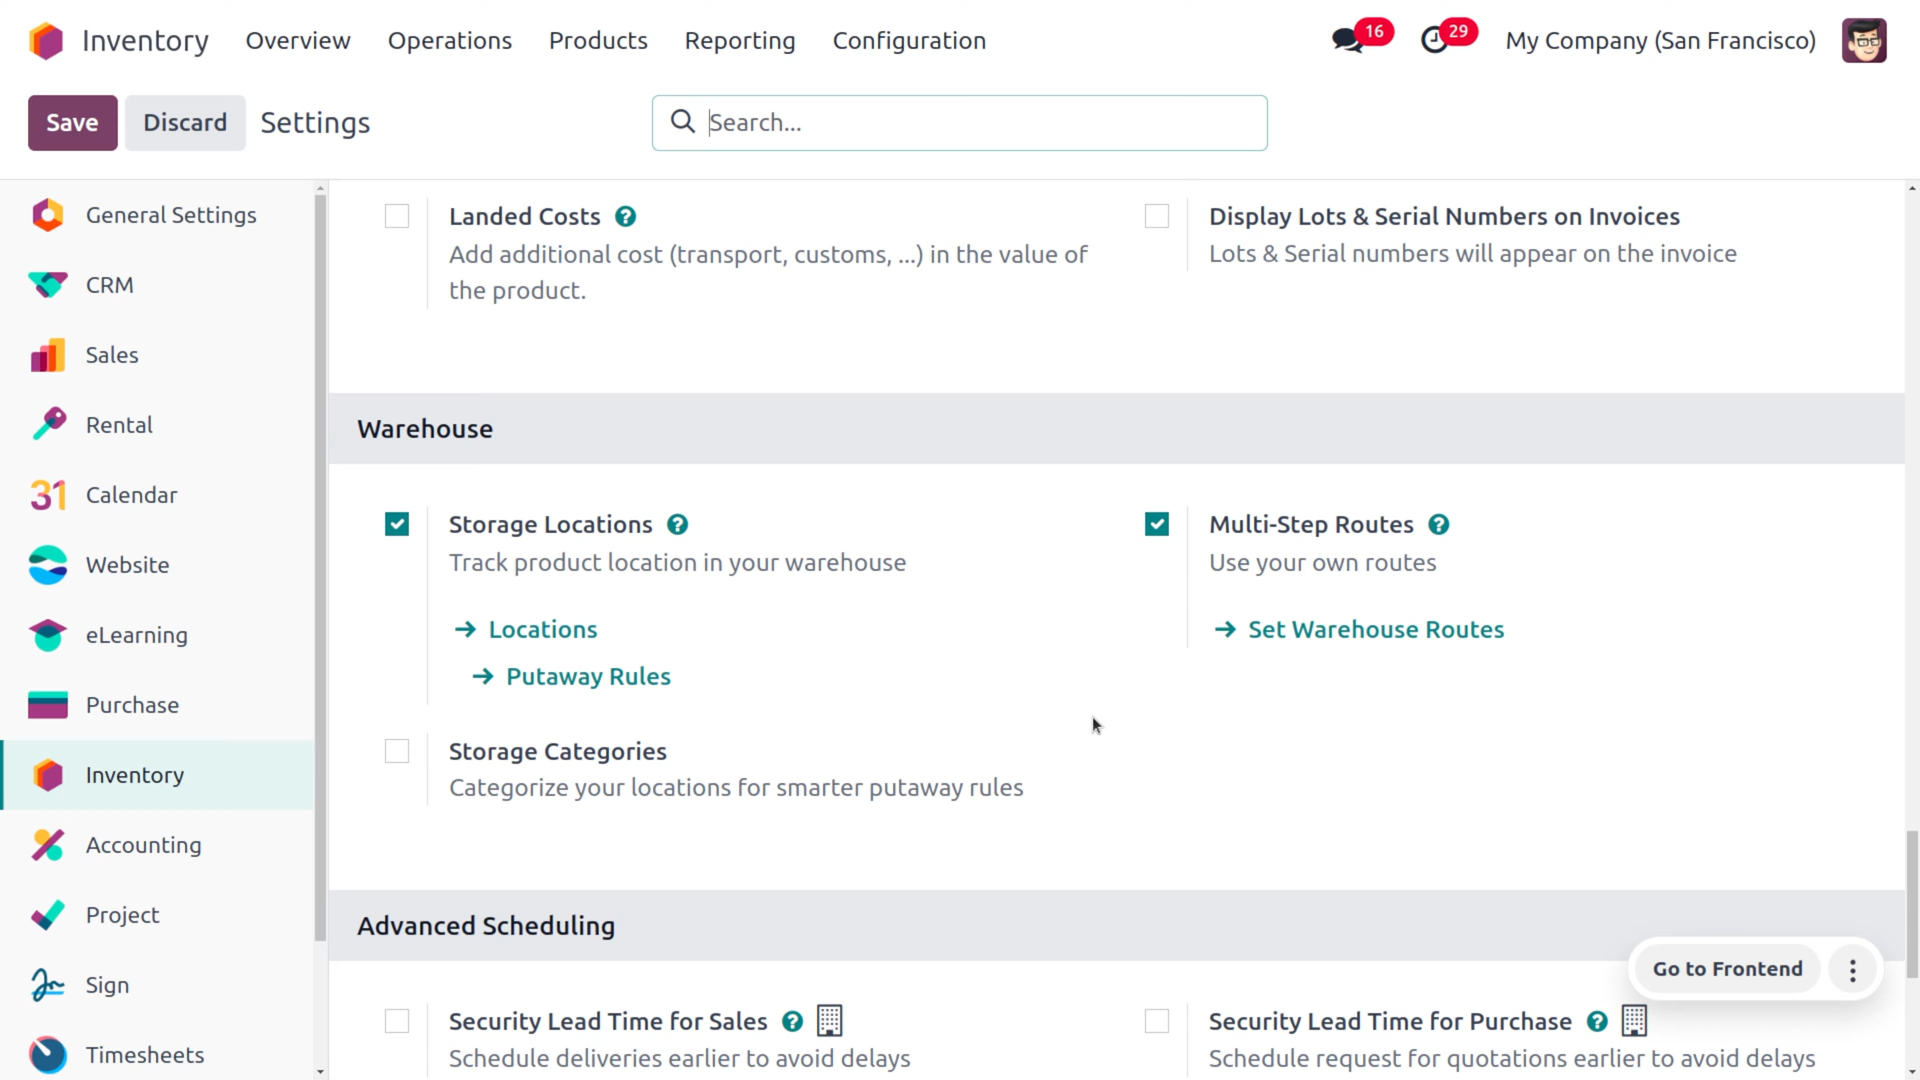 Inventory Overview Operations Products Reporting Configuration 16 29 My Company (San Francisco)
Save Discard Settings Search...
General Settings
CRM
Sales
Rental
31 Calendar
Website
eLearning
Purchase
Inventory
Accounting
Project
Sign
Timesheets
Landed Costs ?
Add additional cost (transport, customs, ...) in the value of
the product.
Display Lots & Serial Numbers on Invoices
Lots & Serial numbers will appear on the invoice
Warehouse
Storage Locations ?
Track product location in your warehouse
→ Locations
→ Putaway Rules
Multi-Step Routes ?
Use your own routes
→ Set Warehouse Routes
Storage Categories
Categorize your locations for smarter putaway rules
Advanced Scheduling
Go to Frontend
Security Lead Time for Sales ?
Schedule deliveries earlier to avoid delays
Security Lead Time for Purchase ?
Schedule request for quotations earlier to avoid delays